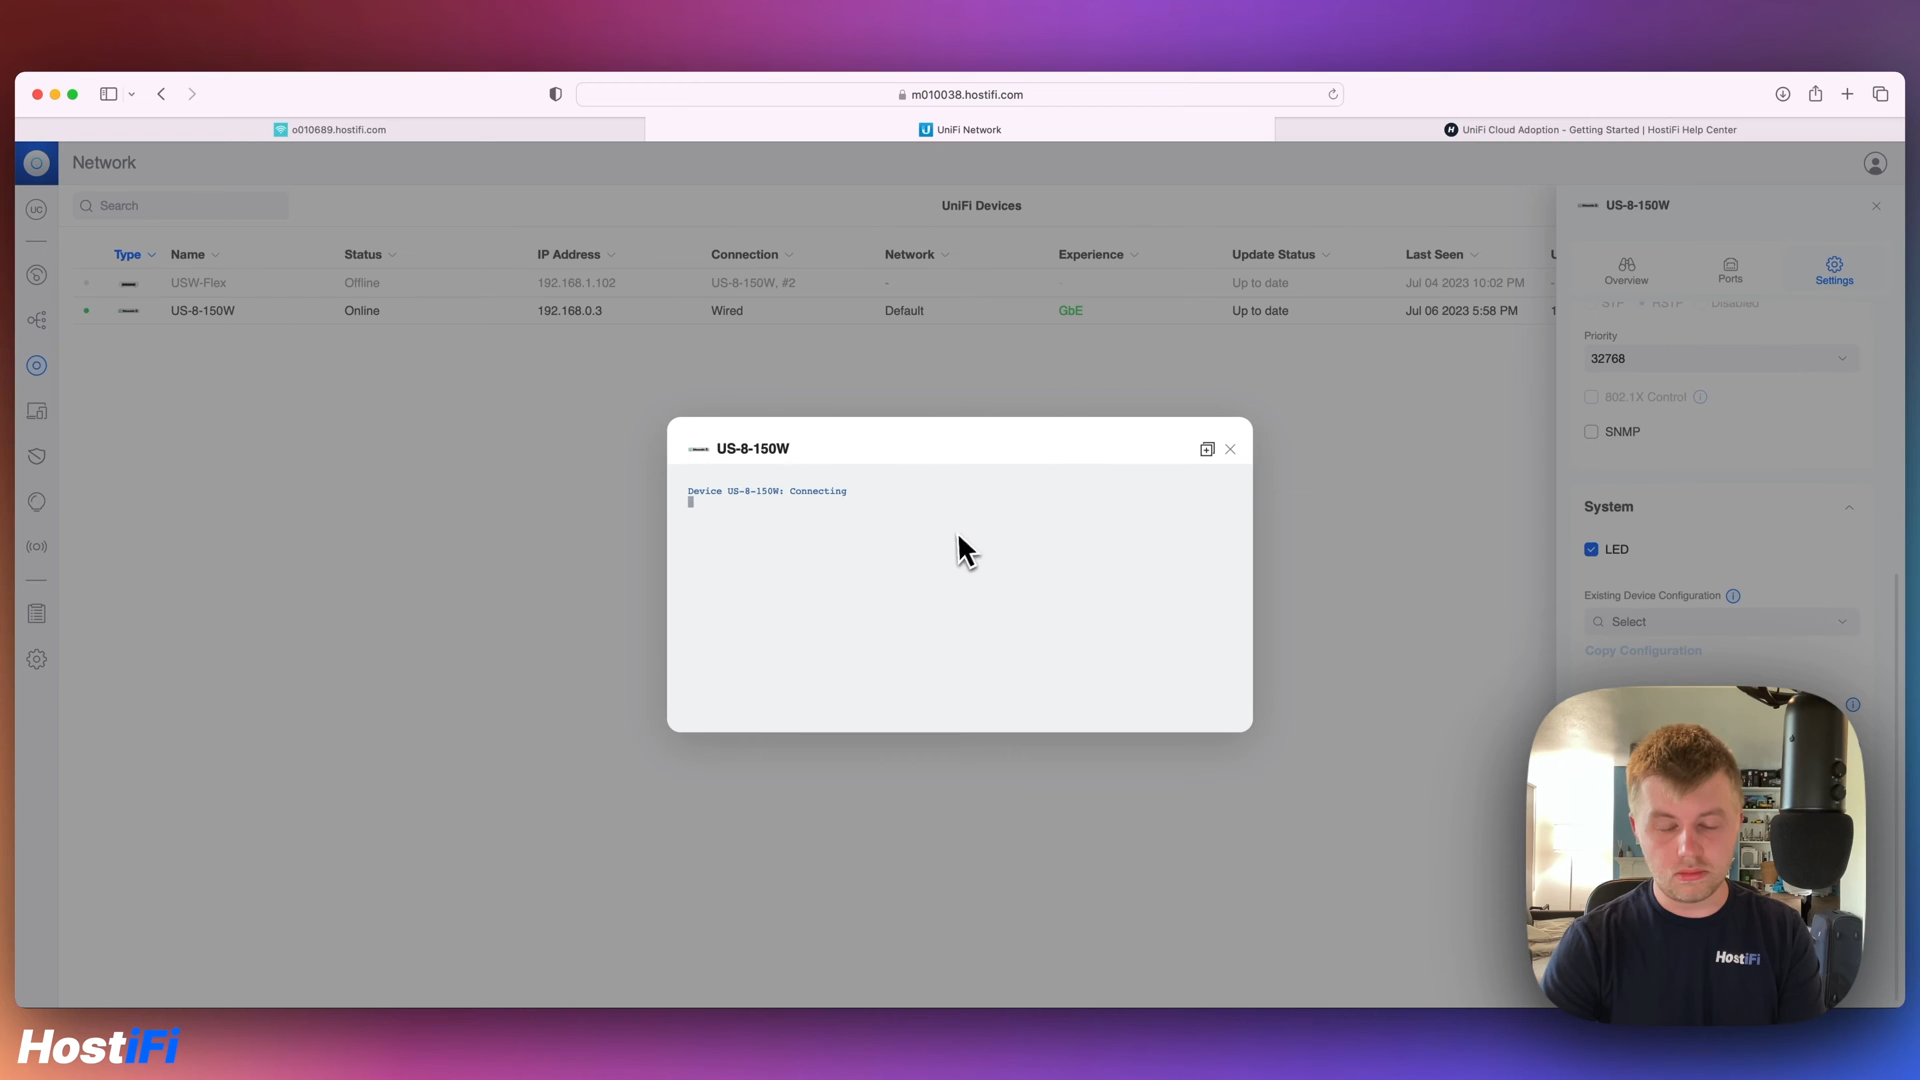 m010038.hostifi.com
o010689.hostifi.com
UniFi Network
H
UniFi Cloud Adoption - Getting Started | HostiFi Help Center
Network
UC
Search
UniFi Devices
US-8-150W
Type
Name
Status
IP Address
Connection
Network
Experience
Update Status
Last Seen
U
USW-Flex
Offline
192.168.1.102
US-8-150W, #2
-
-
Up to date
Jul 04 2023 10:02 PM
-
US-8-150W
Online
192.168.0.3
Wired
Default
GbE
Up to date
Jul 06 2023 5:58 PM
1
Overview
Ports
Settings
STP
RSTP
Disabled
Priority
32768
802.1X Control
SNMP
System
LED
Existing Device Configuration
Select
Copy Configuration
US-8-150W
Device US-8-150W: Connecting
HostiFi
HostiFi